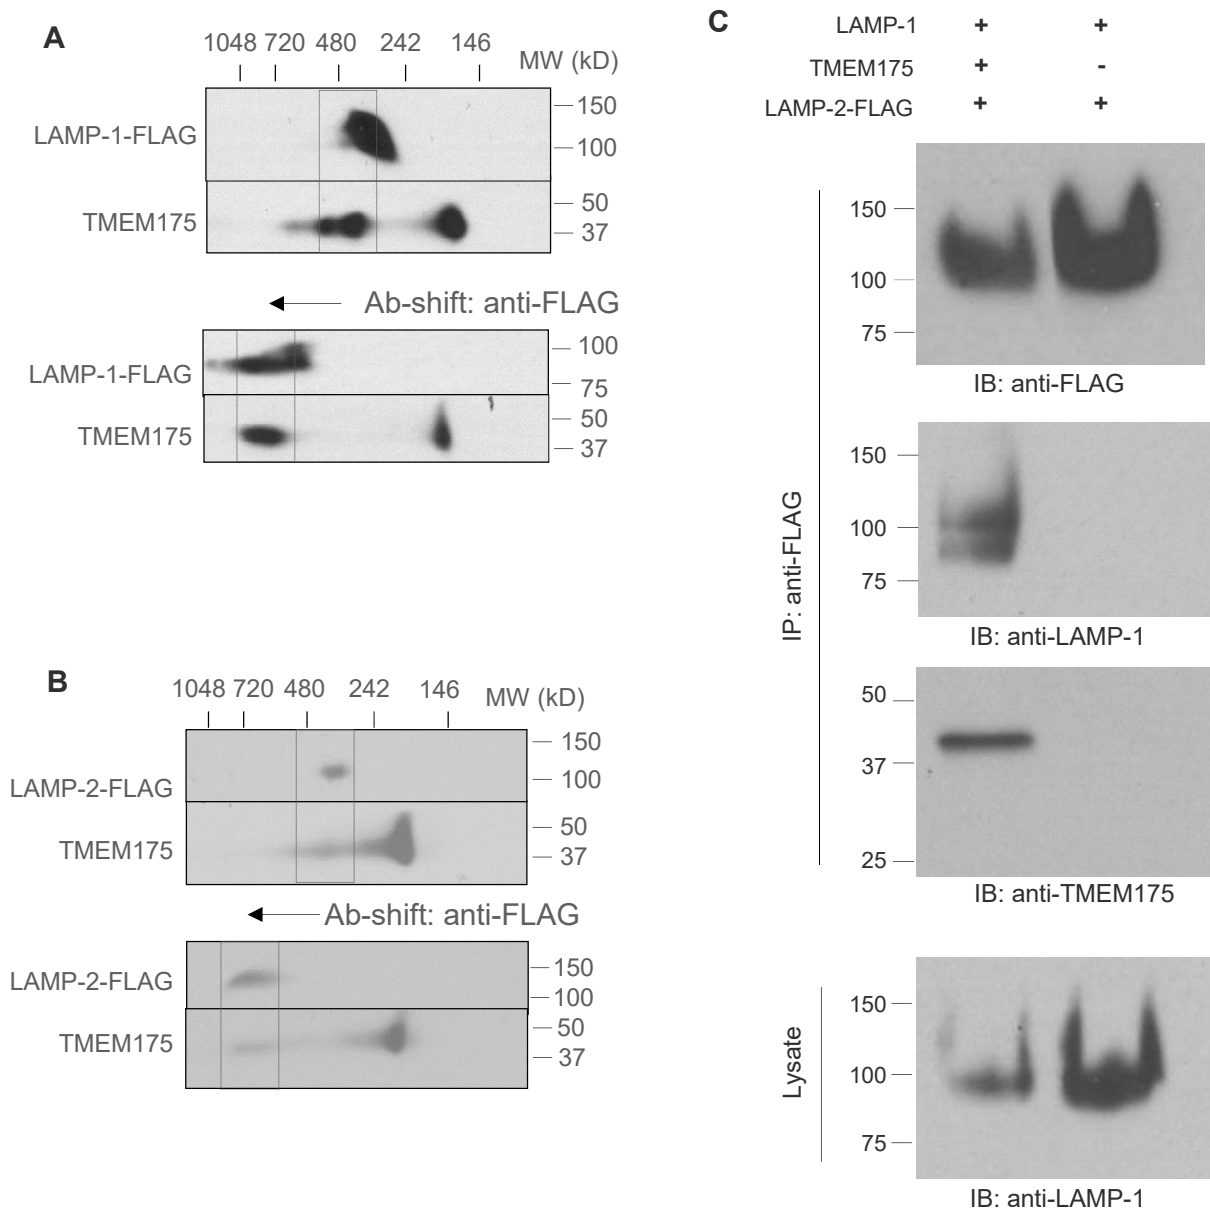 A
1048 720 480 242 146 MW (kD)
LAMP-1-FLAG
150
100
TMEM175
50
37
Ab-shift: anti-FLAG
LAMP-1-FLAG
100
75
TMEM175
50
37
B
1048 720 480 242 146 MW (kD)
LAMP-2-FLAG
150
100
TMEM175
50
37
Ab-shift: anti-FLAG
LAMP-2-FLAG
150
100
TMEM175
50
37
C
LAMP-1 + +
TMEM175 + -
LAMP-2-FLAG + +
IP: anti-FLAG
150
100
75
IB: anti-FLAG
150
100
75
IB: anti-LAMP-1
50
37
25
IB: anti-TMEM175
Lysate
150
100
75
IB: anti-LAMP-1